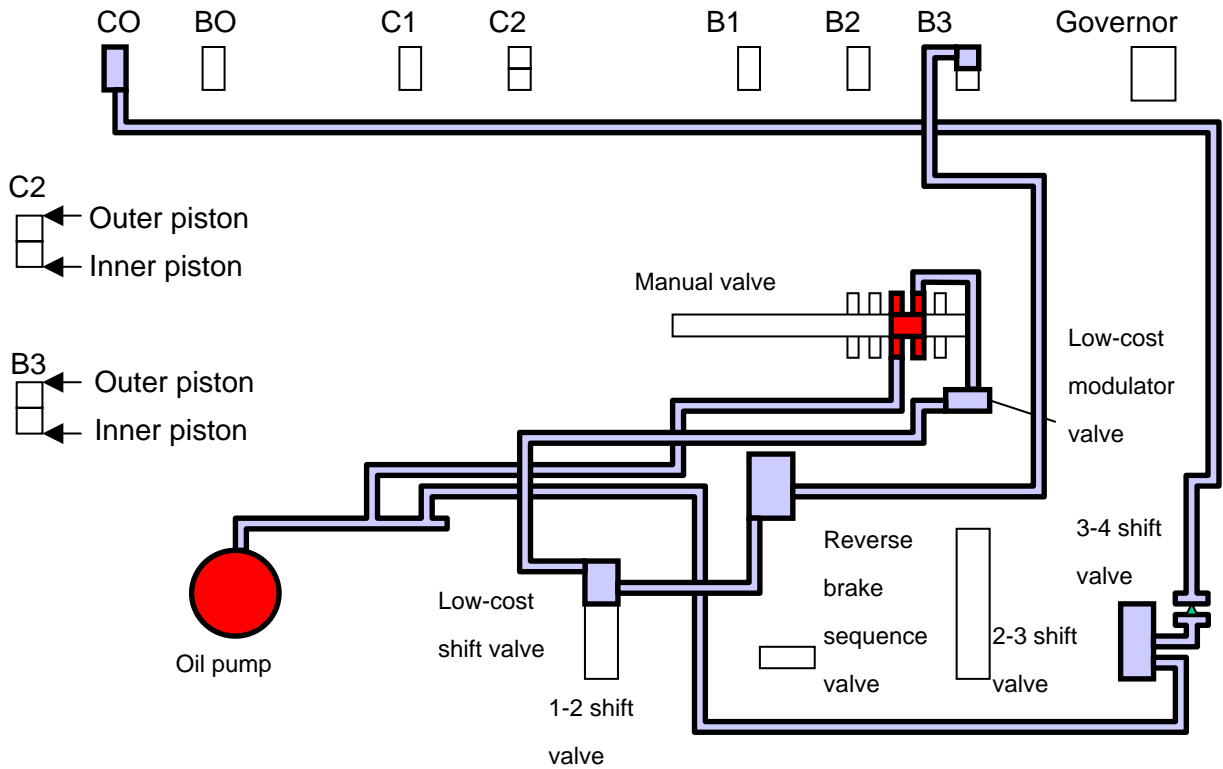 CO BO C1 C2 B1 B2 B3 Governor
C2
Outer piston
Inner piston
Manual valve
Low-cost
modulator
valve
B3
Outer piston
Inner piston
Reverse
brake
sequence
valve
3-4 shift
valve
Low-cost
shift valve
2-3 shift
valve
Oil pump
1-2 shift
valve